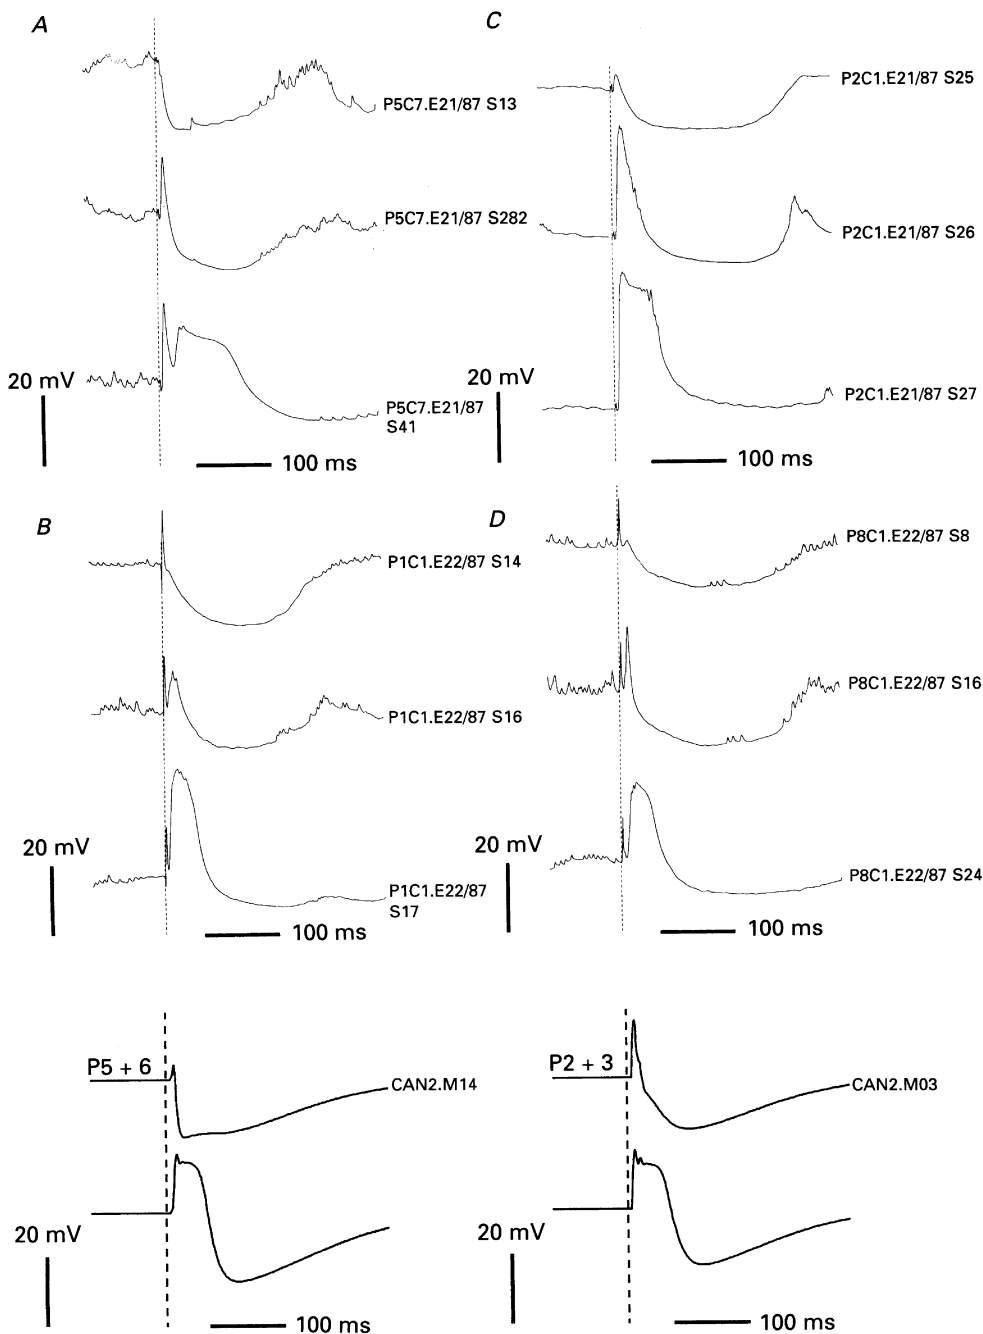 A
P5C7.E21/87 S13
P5C7.E21/87 S282
20 mV
P5C7.E21/87
S41
100 ms
C
P2C1.E21/87 S25
P2C1.E21/87 S26
20 mV
P2C1.E21/87 S27
100 ms
B
P1C1.E22/87 S14
P1C1.E22/87 S16
20 mV
P1C1.E22/87
S17
100 ms
D
P8C1.E22/87 S8
P8C1.E22/87 S16
20 mV
P8C1.E22/87 S24
100 ms
P5 + 6
CAN2.M14
20 mV
100 ms
P2 + 3
CAN2.M03
20 mV
100 ms